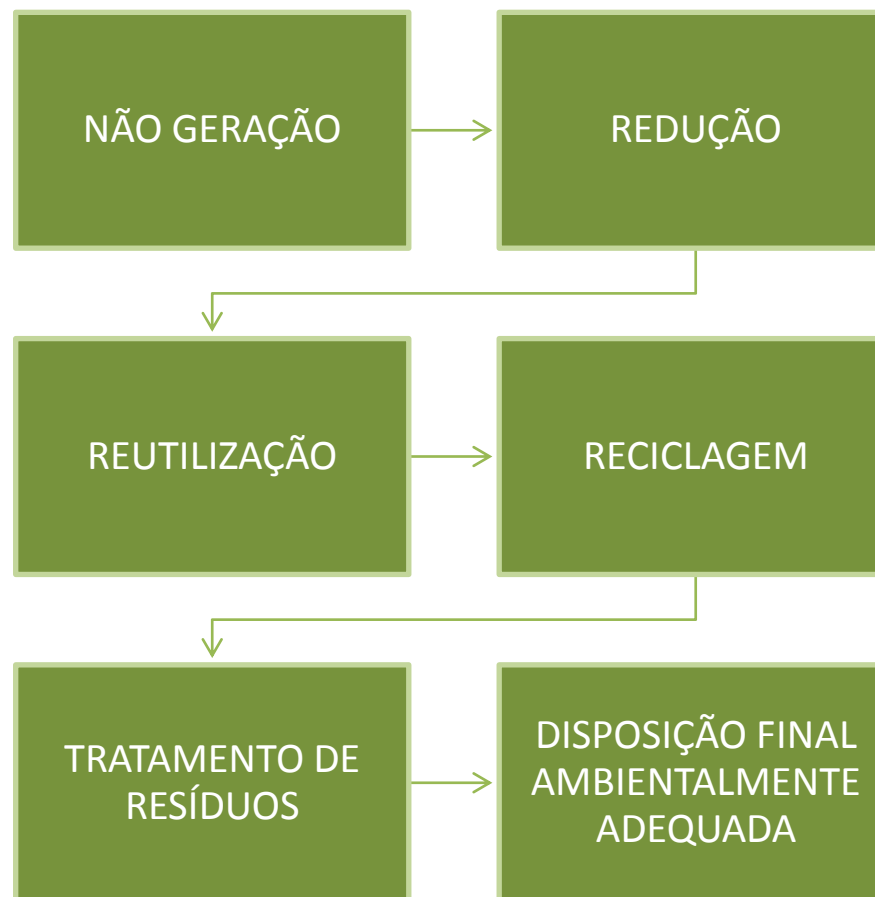 NÃO GERAÇÃO
REDUÇÃO
REUTILIZAÇÃO
RECICLAGEM
TRATAMENTO DE
RESÍDUOS
DISPOSIÇÃO FINAL
AMBIENTALMENTE
ADEQUADA